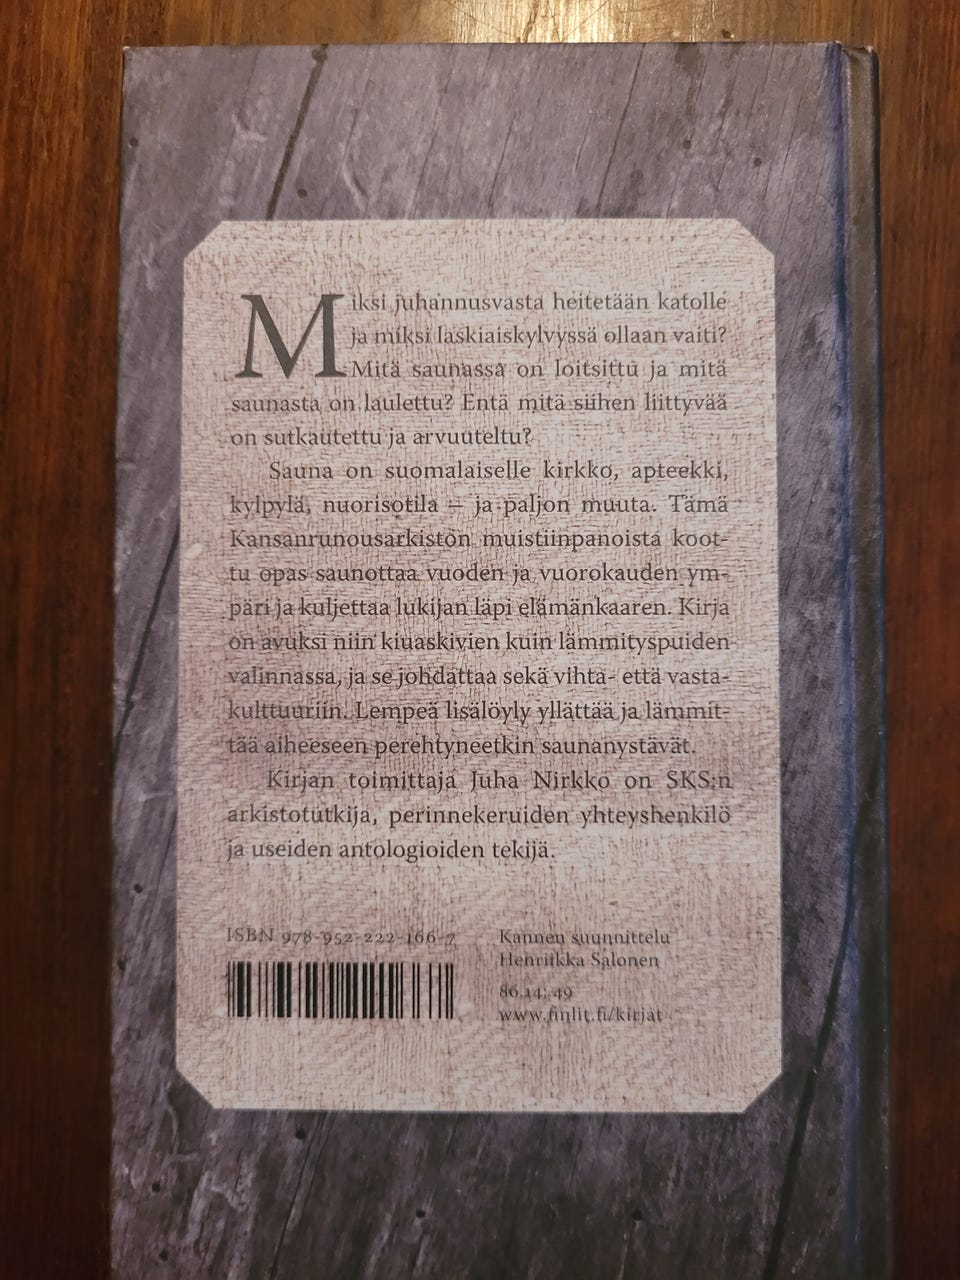 Miksi juhannusvasta heitetään katolle
ja miksi laskiaiskylvyssä ollaan vaiti?
Mitä saunassa on loitsittu ja mitä
saunasta on laulettu? Entä mitä siihen liittyvää
on sutkautettu ja arvuuteltu?
Sauna on suomalaiselle kirkko, apteekki,
kylpylä, nuorisotila – ja paljon muuta. Tämä
Kansanrunousarkiston muistiinpanoista koot-
tu opas saunottaa vuoden ja vuorokauden ym-
päri ja kuljettaa lukijan läpi elämänkaaren. Kirja
on avuksi niin kiuaskivien kuin lämmityspuiden
valinnassa, ja se johdattaa sekä vihta- että vasta-
kulttuuriin. Lempeä lisälöyly yllättää ja lämmit-
tää aiheeseen perehtyneetkin saunanystävät.
Kirjan toimittaja Juha Nirkko on SKS:n
arkistotutkija, perinnekeruiden yhteyshenkilö
ja useiden antologioiden tekijä.
ISBN 978-952-222-166-7
Kannen suunnittelu
Henriikka Salonen
86.14; 49
www.finlit.fi/kirjat